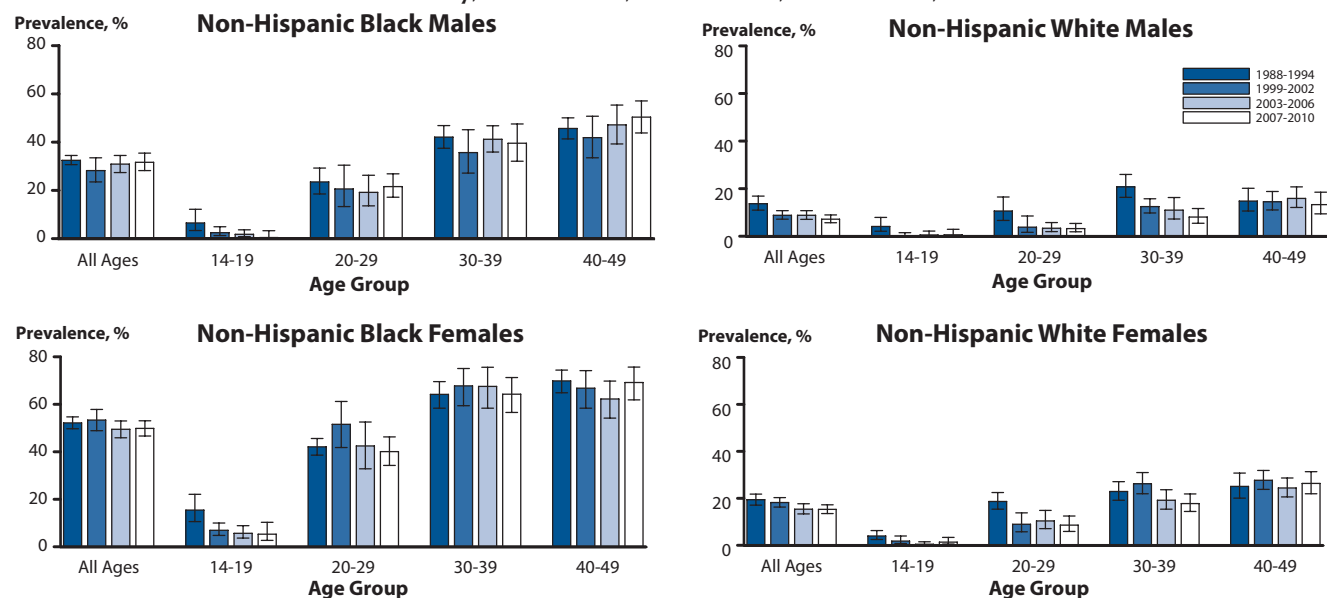 Non-Hispanic Black Males
Prevalence, %
80
60
40
20
0
All Ages 14-19 20-29 30-39 40-49
Age Group
Non-Hispanic White Males
Prevalence, %
80
60
40
20
0
1988-1994
1999-2002
2003-2006
2007-2010
All Ages 14-19 20-29 30-39 40-49
Age Group
Non-Hispanic Black Females
Prevalence, %
80
60
40
20
0
All Ages 14-19 20-29 30-39 40-49
Age Group
Non-Hispanic White Females
Prevalence, %
80
60
40
20
0
All Ages 14-19 20-29 30-39 40-49
Age Group